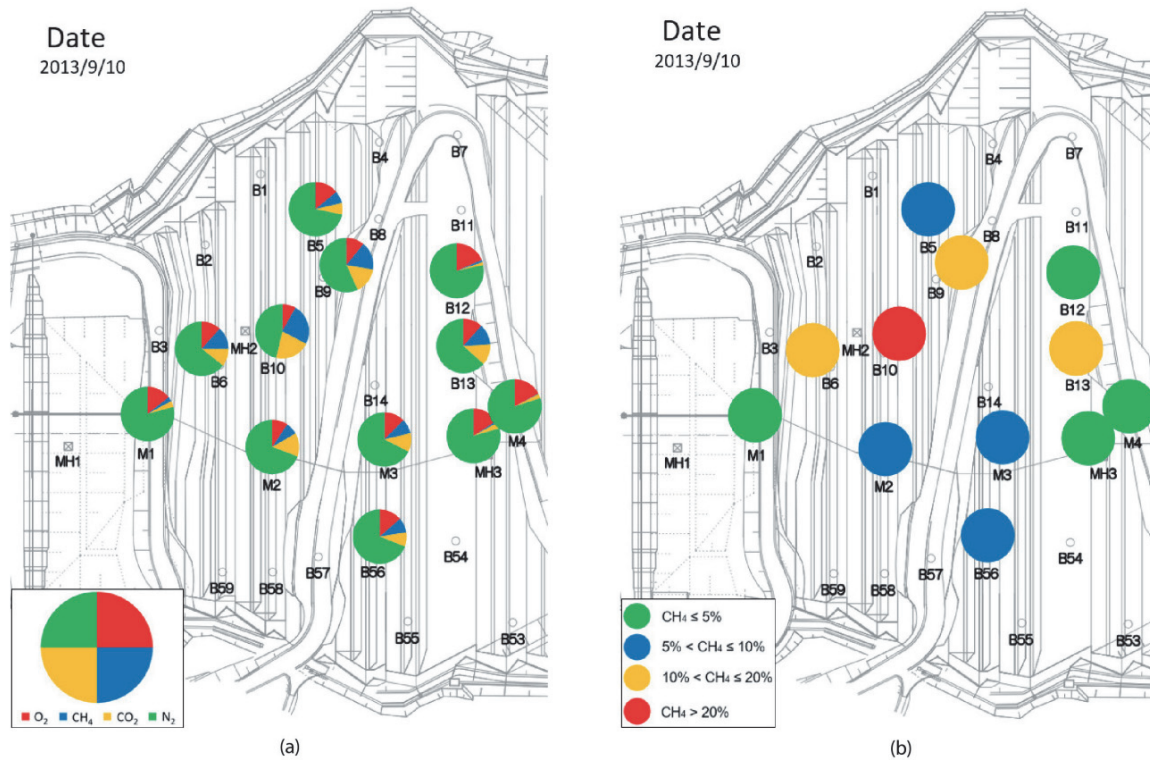 Date
2013/9/10
B4
B7
B1
B5
B8
B11
B2
B9
B12
B3
MH2
B10
B6
B13
B14
M4
M1
M2
M3
MH3
MH1
B54
B57
B56
B59
B58
B55
B53
O₂ CH₄ CO₂ N₂
(a)
Date
2013/9/10
B4
B7
B1
B5
B8
B11
B2
B9
B12
B3
MH2
B10
B6
B13
B14
M4
M1
M2
M3
MH3
MH1
B54
B57
B56
B59
B58
B55
B53
CH₄ ≤ 5%
5% < CH₄ ≤ 10%
10% < CH₄ ≤ 20%
CH₄ > 20%
(b)